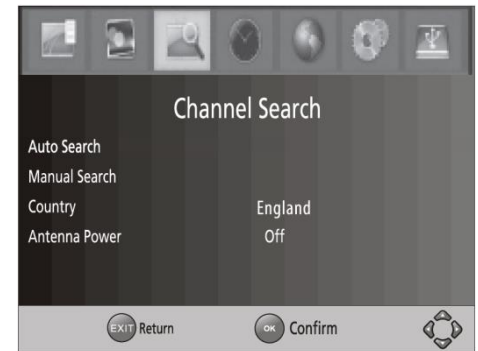 Channel Search
Auto Search
Manual Search
Country England
Antenna Power Off
EXIT Return OK Confirm